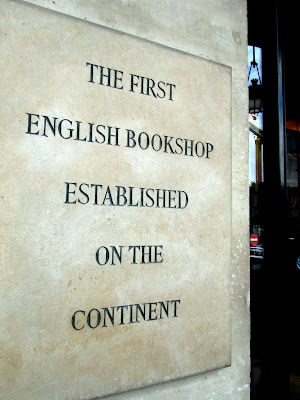 THE FIRST
ENGLISH BOOKSHOP
ESTABLISHED
ON THE
CONTINENT